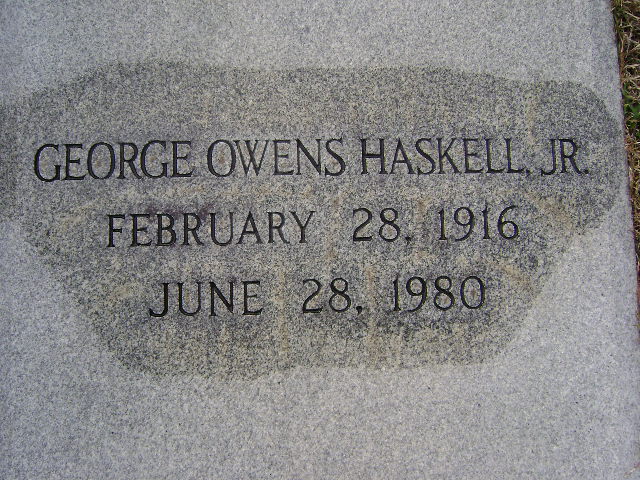 GEORGE OWENS HASKELL, JR.
FEBRUARY 28, 1916
JUNE 28, 1980